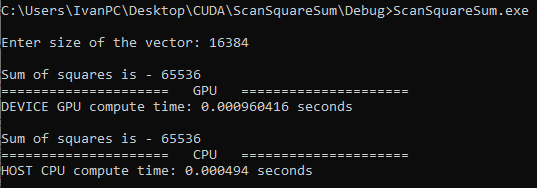 C:\Users\IvanPC\Desktop\CUDA\ScanSquareSum\Debug>ScanSquareSum.exe
Enter size of the vector: 16384
Sum of squares is - 65536
=====================   GPU   =====================
DEVICE GPU compute time: 0.000960416 seconds
Sum of squares is - 65536
=====================   CPU   =====================
HOST CPU compute time: 0.000494 seconds